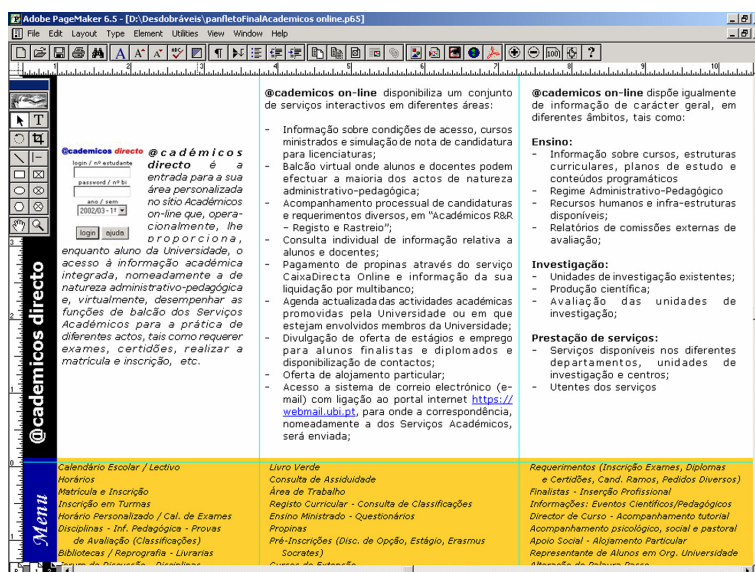 Adobe PageMaker 6.5 - [D:\Desdobráveis\panfletoFinalAcademicos online.p65]
File Edit Layout Type Element Utilities View Window Help
@cademicos directo
login / nº estudante
password / nº bi
ano / sem
2002/03 - 1º
login ajuda
@cadémicos
directo é a
entrada para a sua
área personalizada
no sítio Académicos
on-line que, opera-
cionalmente, lhe
proporciona,
enquanto aluno da Universidade, o
acesso à informação académica
integrada, nomeadamente a de
natureza administrativo-pedagógica
e, virtualmente, desempenhar as
funções de balcão dos Serviços
Académicos para a prática de
diferentes actos, tais como requerer
exames, certidões, realizar a
matrícula e inscrição, etc.
@cademicos on-line disponibiliza um conjunto
de serviços interactivos em diferentes áreas:
- Informação sobre condições de acesso, cursos
ministrados e simulação de nota de candidatura
para licenciaturas;
- Balcão virtual onde alunos e docentes podem
efectuar a maioria dos actos de natureza
administrativo-pedagógica;
- Acompanhamento processual de candidaturas
e requerimentos diversos, em "Académicos R&R
– Registo e Rastreio";
- Consulta individual de informação relativa a
alunos e docentes;
- Pagamento de propinas através do serviço
CaixaDirecta Online e informação da sua
liquidação por multibanco;
- Agenda actualizada das actividades académicas
promovidas pela Universidade ou em que
estejam envolvidos membros da Universidade;
- Divulgação de oferta de estágios e emprego
para alunos finalistas e diplomados e
disponibilização de contactos;
- Oferta de alojamento particular;
- Acesso a sistema de correio electrónico (e-
mail) com ligação ao portal internet https://
webmail.ubi.pt, para onde a correspondência,
nomeadamente a dos Serviços Académicos,
será enviada;
@cademicos on-line dispõe igualmente
de informação de carácter geral, em
diferentes âmbitos, tais como:
Ensino:
- Informação sobre cursos, estruturas
curriculares, planos de estudo e
conteúdos programáticos
- Regime Administrativo-Pedagógico
- Recursos humanos e infra-estruturas
disponíveis;
- Relatórios de comissões externas de
avaliação;
Investigação:
- Unidades de investigação existentes;
- Produção científica;
- Avaliação das unidades de
investigação;
Prestação de serviços:
- Serviços disponíveis nos diferentes
departamentos, unidades de
investigação e centros;
- Utentes dos serviços
@cademicos directo
Menu
Calendário Escolar / Lectivo
Horários
Matrícula e Inscrição
Inscrição em Turmas
Horário Personalizado / Cal. de Exames
Disciplinas - Inf. Pedagógica - Provas
de Avaliação (Classificações)
Bibliotecas / Reprografia - Livrarias
Forum de Discussão - Disciplinas
Livro Verde
Consulta de Assiduidade
Área de Trabalho
Registo Curricular - Consulta de Classificações
Ensino Ministrado - Questionários
Propinas
Pré-Inscrições (Disc. de Opção, Estágio, Erasmus
Socrates)
Cursos de Extensão
Requerimentos (Inscrição Exames, Diplomas
e Certidões, Cand. Ramos, Pedidos Diversos)
Finalistas - Inserção Profissional
Informações: Eventos Científicos/Pedagógicos
Director de Curso - Acompanhamento tutorial
Acompanhamento psicológico, social e pastoral
Apoio Social - Alojamento Particular
Representante de Alunos em Org. Universidade
Alteração de Palavra Passe